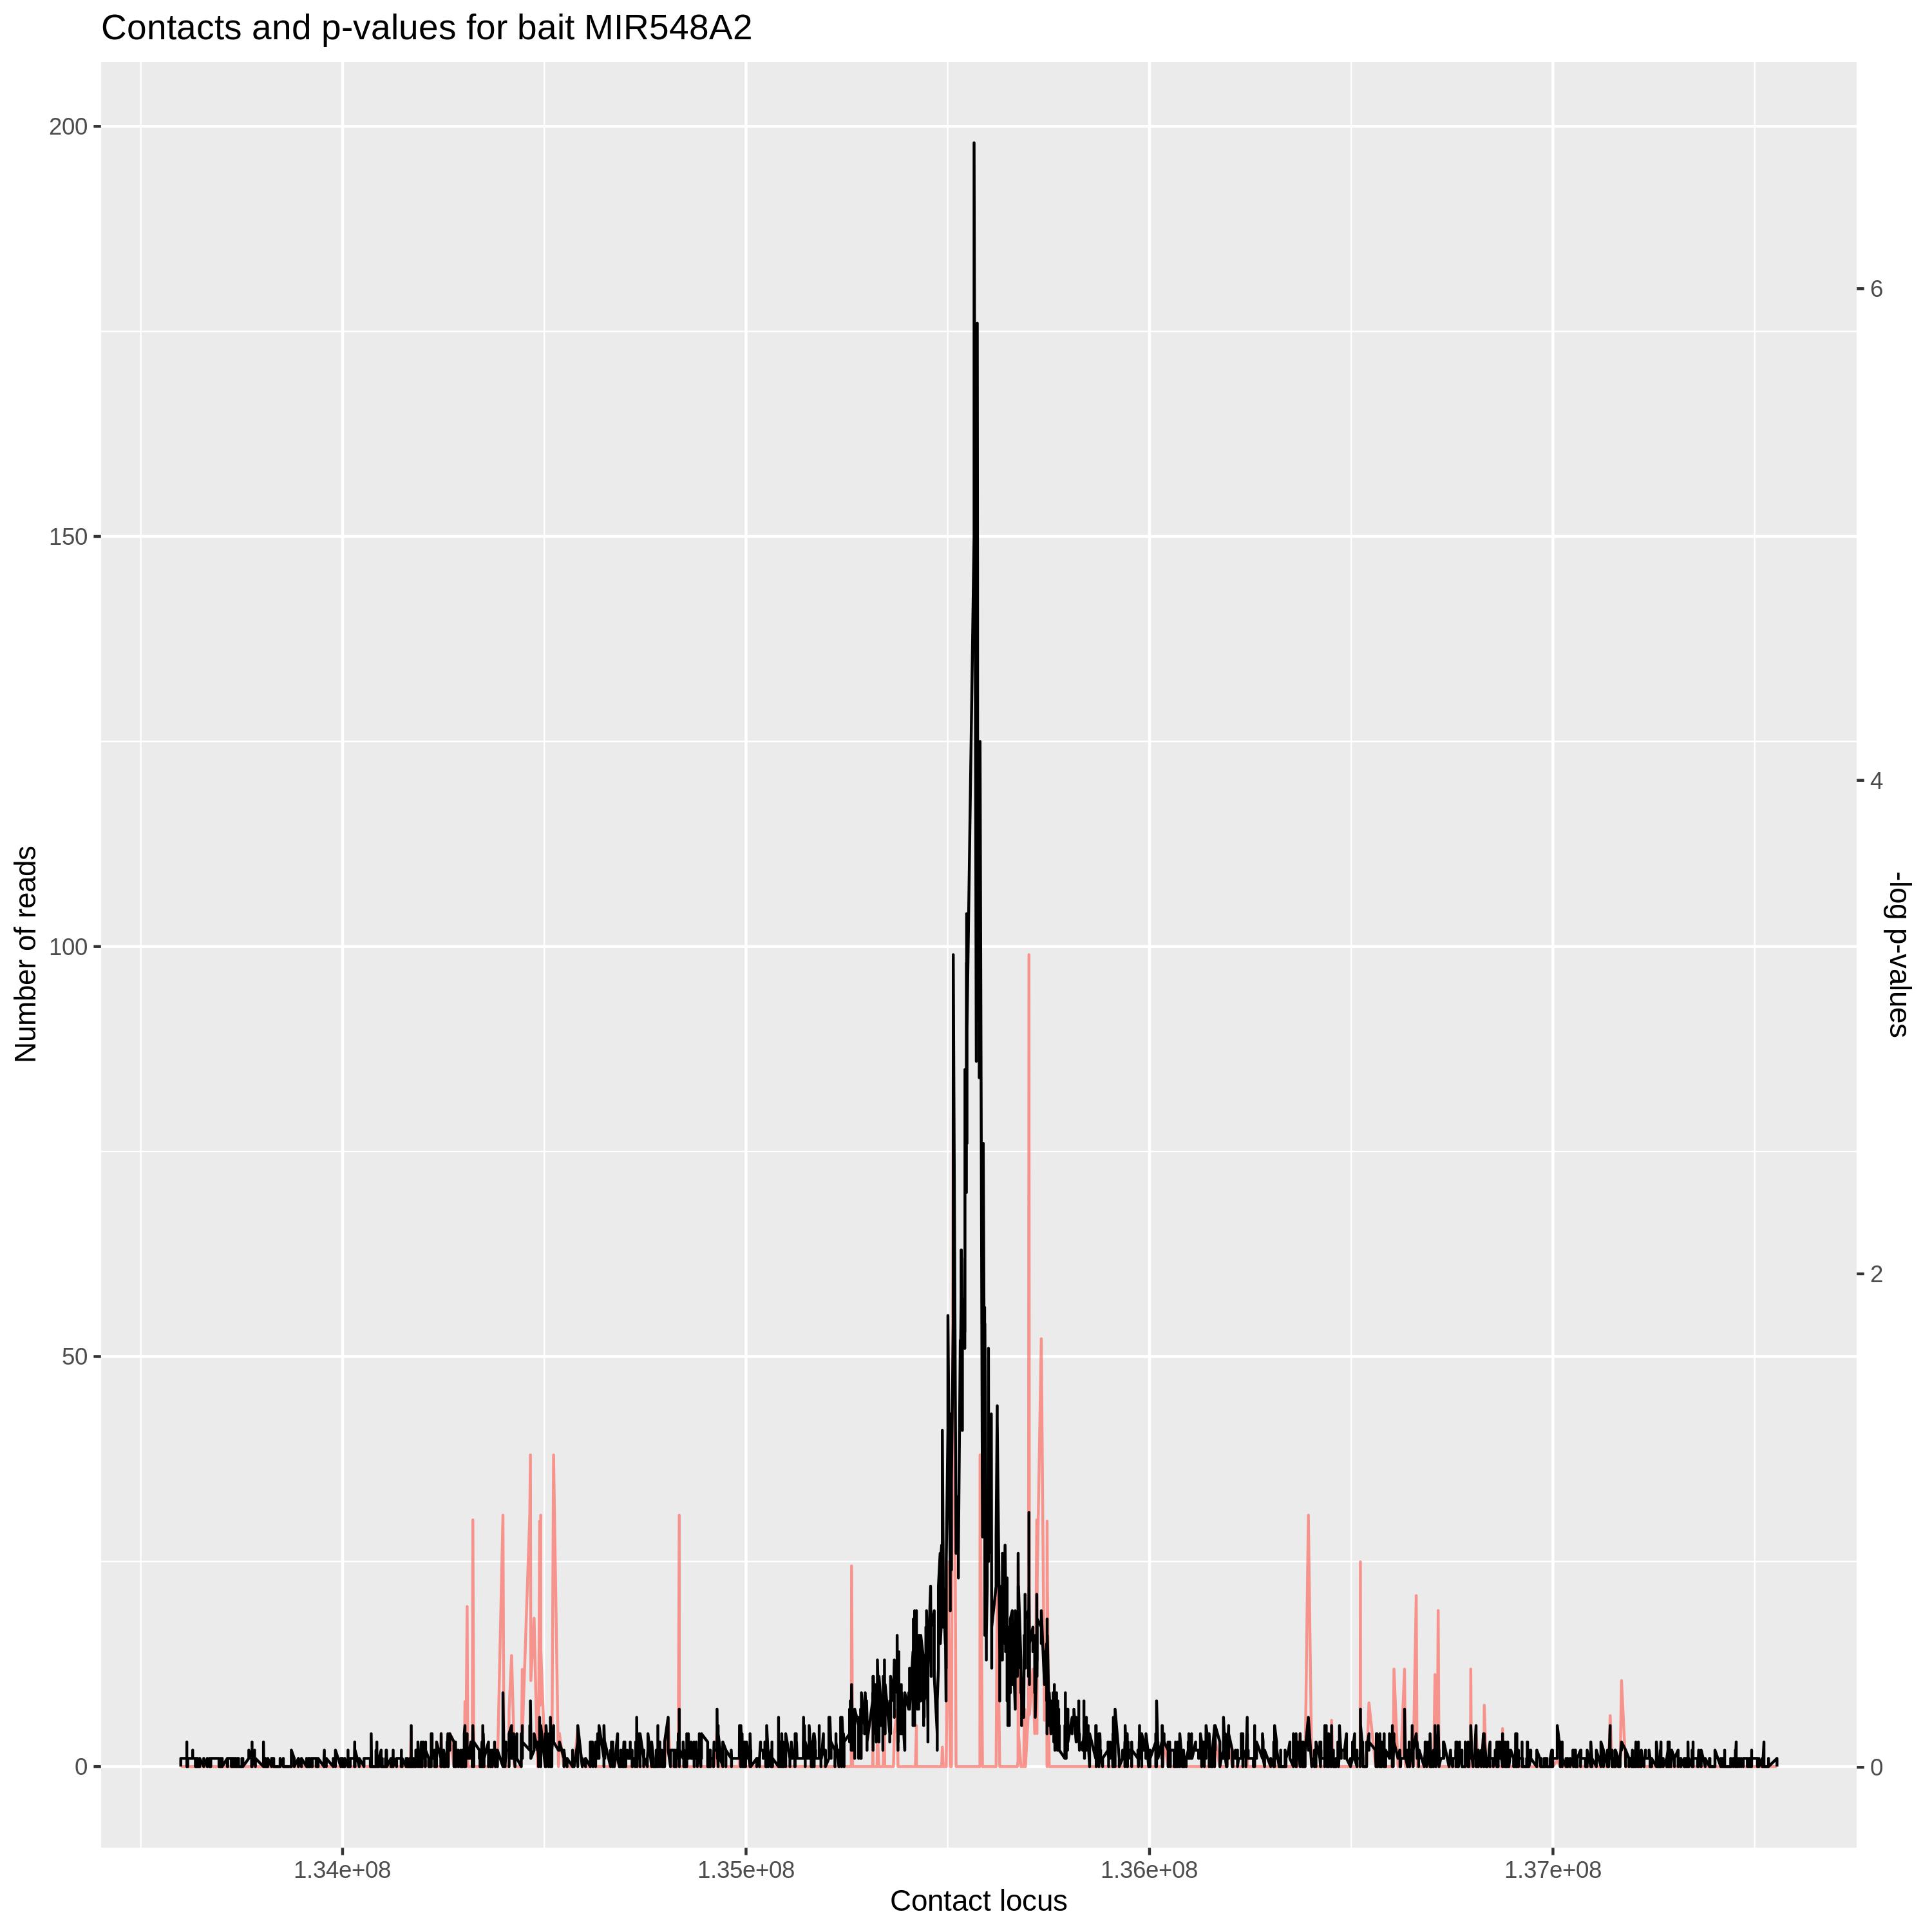 Contacts and p-values for bait MIR548A2
200
150
100
50
0
6
4
2
0
Number of reads
-log p-values
1.34e+08 1.35e+08 1.36e+08 1.37e+08
Contact locus